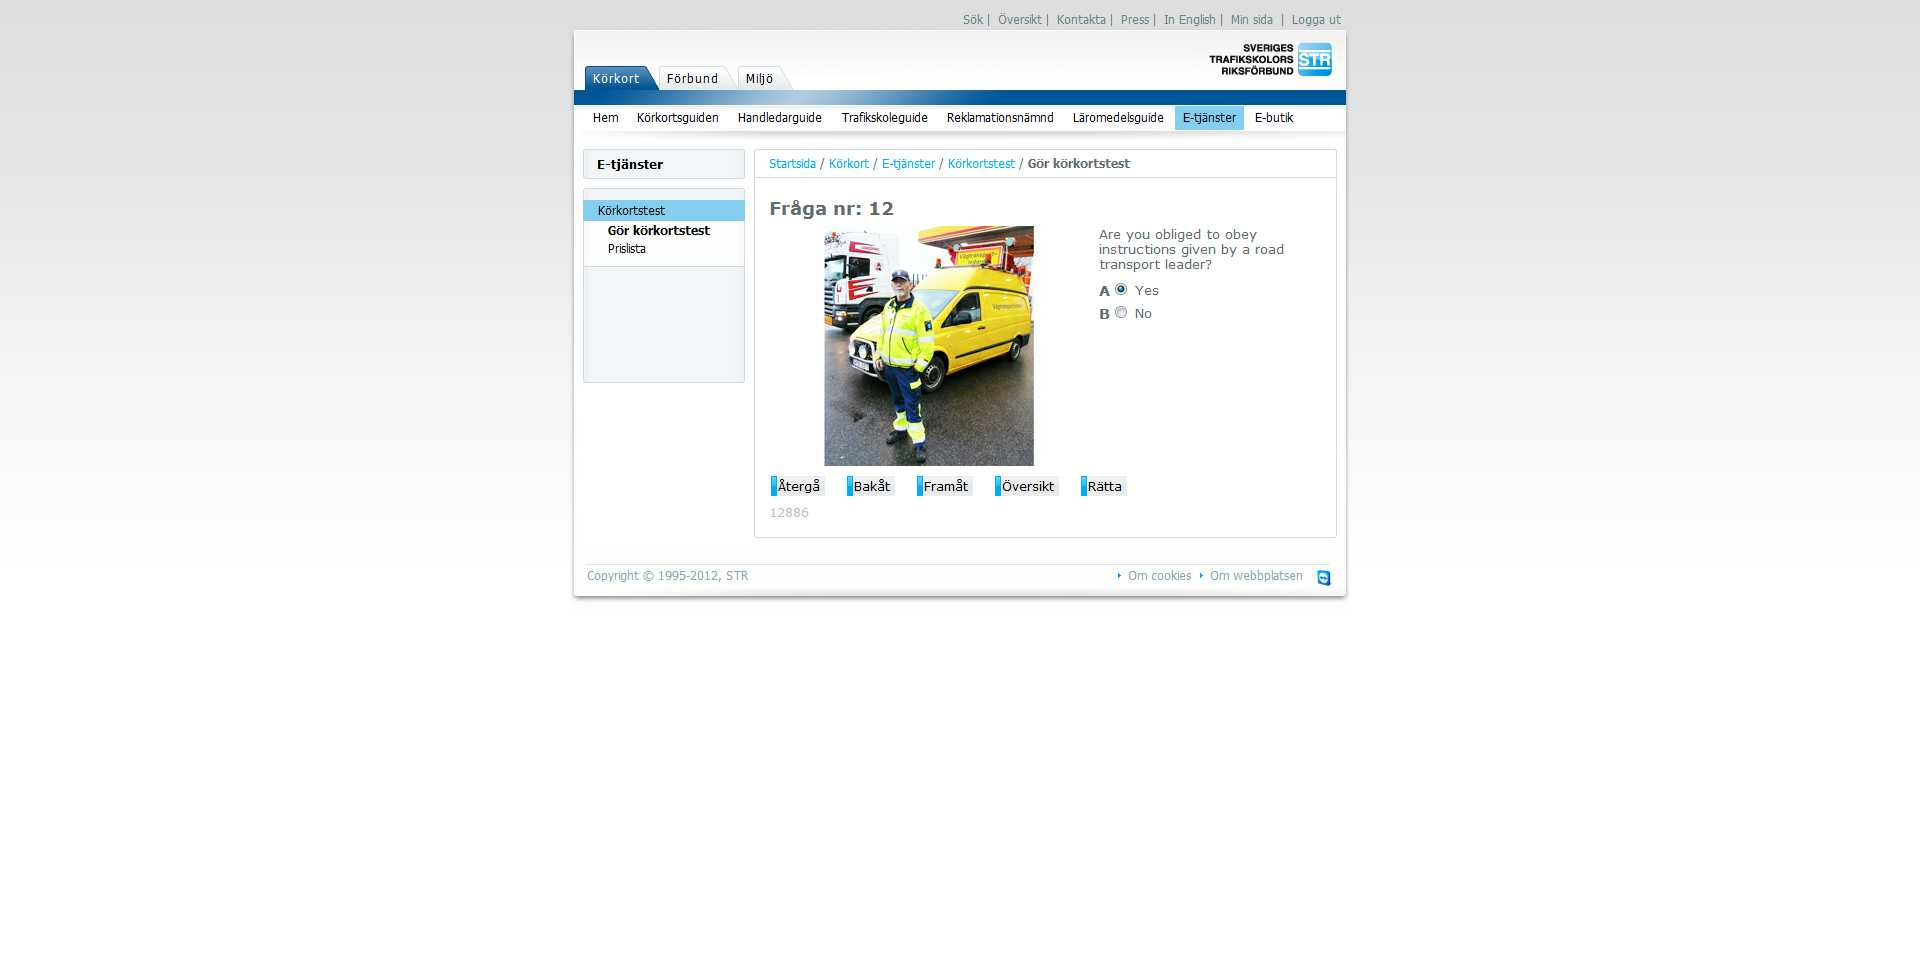 Sök | Översikt | Kontakta | Press | In English | Min sida | Logga ut
SVERIGES
TRAFIKSKOLORS
RIKSFÖRBUND
STR
Körkort Förbund Miljö
Hem Körkortsguiden Handledarguide Trafikskoleguide Reklamationsnämnd Läromedelsguide E-tjänster E-butik
E-tjänster
Körkortstest
Gör körkortstest
Prislista
Startsida / Körkort / E-tjänster / Körkortstest / Gör körkortstest
Fråga nr: 12
Are you obliged to obey
instructions given by a road
transport leader?
A Yes
B No
Återgå Bakåt Framåt Översikt Rätta
12886
Copyright © 1995-2012, STR
Om cookies Om webbplatsen